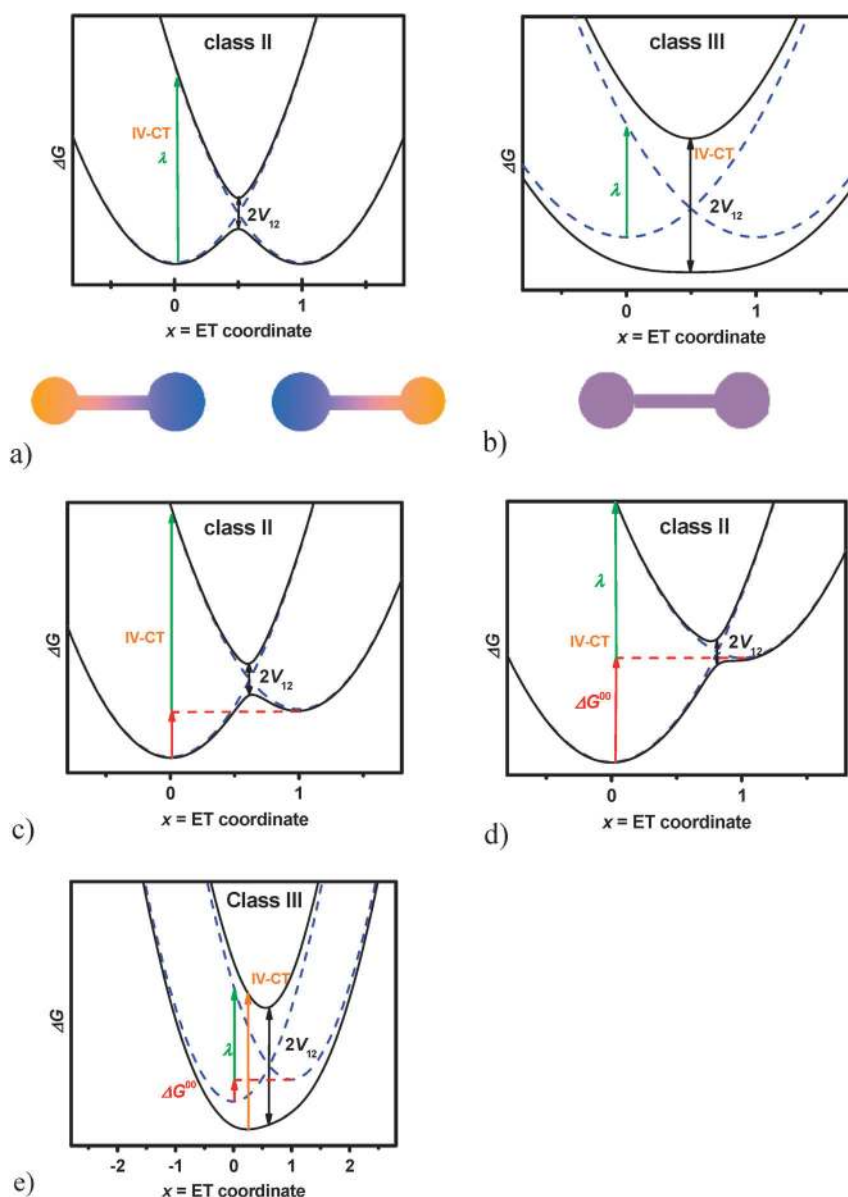 class II
IV-CT
λ
2V₁₂
ΔG
0
1
x = ET coordinate
class III
IV-CT
λ
2V₁₂
ΔG
0
1
x = ET coordinate
a)
b)
class II
IV-CT
2V₁₂
ΔG
0
1
x = ET coordinate
c)
class II
λ
IV-CT
2V₁₂
ΔG⁰⁰
ΔG
0
1
x = ET coordinate
d)
Class III
IV-CT
λ
2V₁₂
ΔG⁰⁰
ΔG
-2 -1 0 1 2
x = ET coordinate
e)